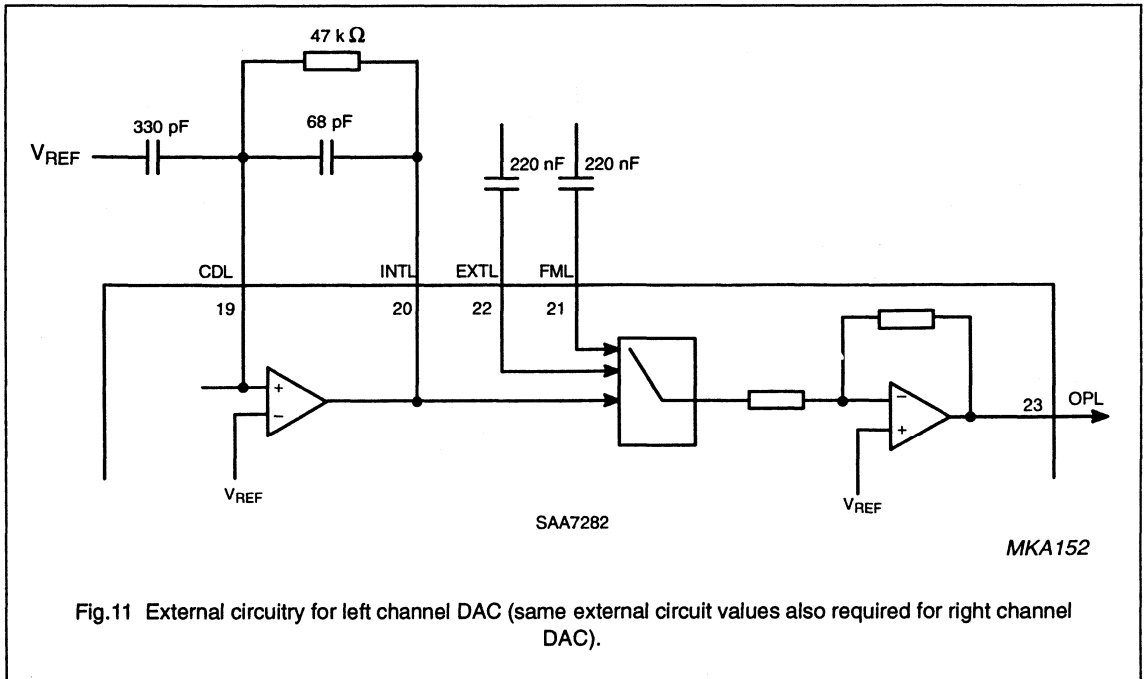 47 k Ω
330 pF
68 pF
VREF
220 nF
220 nF
CDL
INTL
EXTL
FML
19
20
22
21
+
−
−
+
23
OPL
VREF
VREF
SAA7282
MKA152
Fig.11 External circuitry for left channel DAC (same external circuit values also required for right channel
DAC).